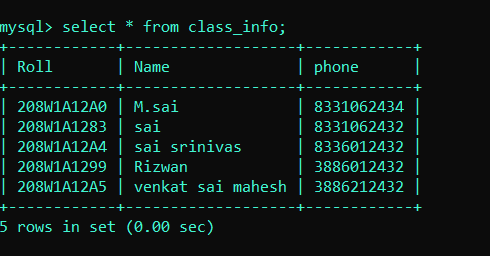 mysql> select * from class_info;
+------------+-------------------+------------+
| Roll       | Name              | phone      |
+------------+-------------------+------------+
| 208W1A12A0 | M.sai             | 8331062434 |
| 208W1A1283 | sai               | 8331062432 |
| 208W1A12A4 | sai srinivas      | 8336012432 |
| 208W1A1299 | Rizwan            | 3886012432 |
| 208W1A12A5 | venkat sai mahesh | 3886212432 |
+------------+-------------------+------------+
5 rows in set (0.00 sec)